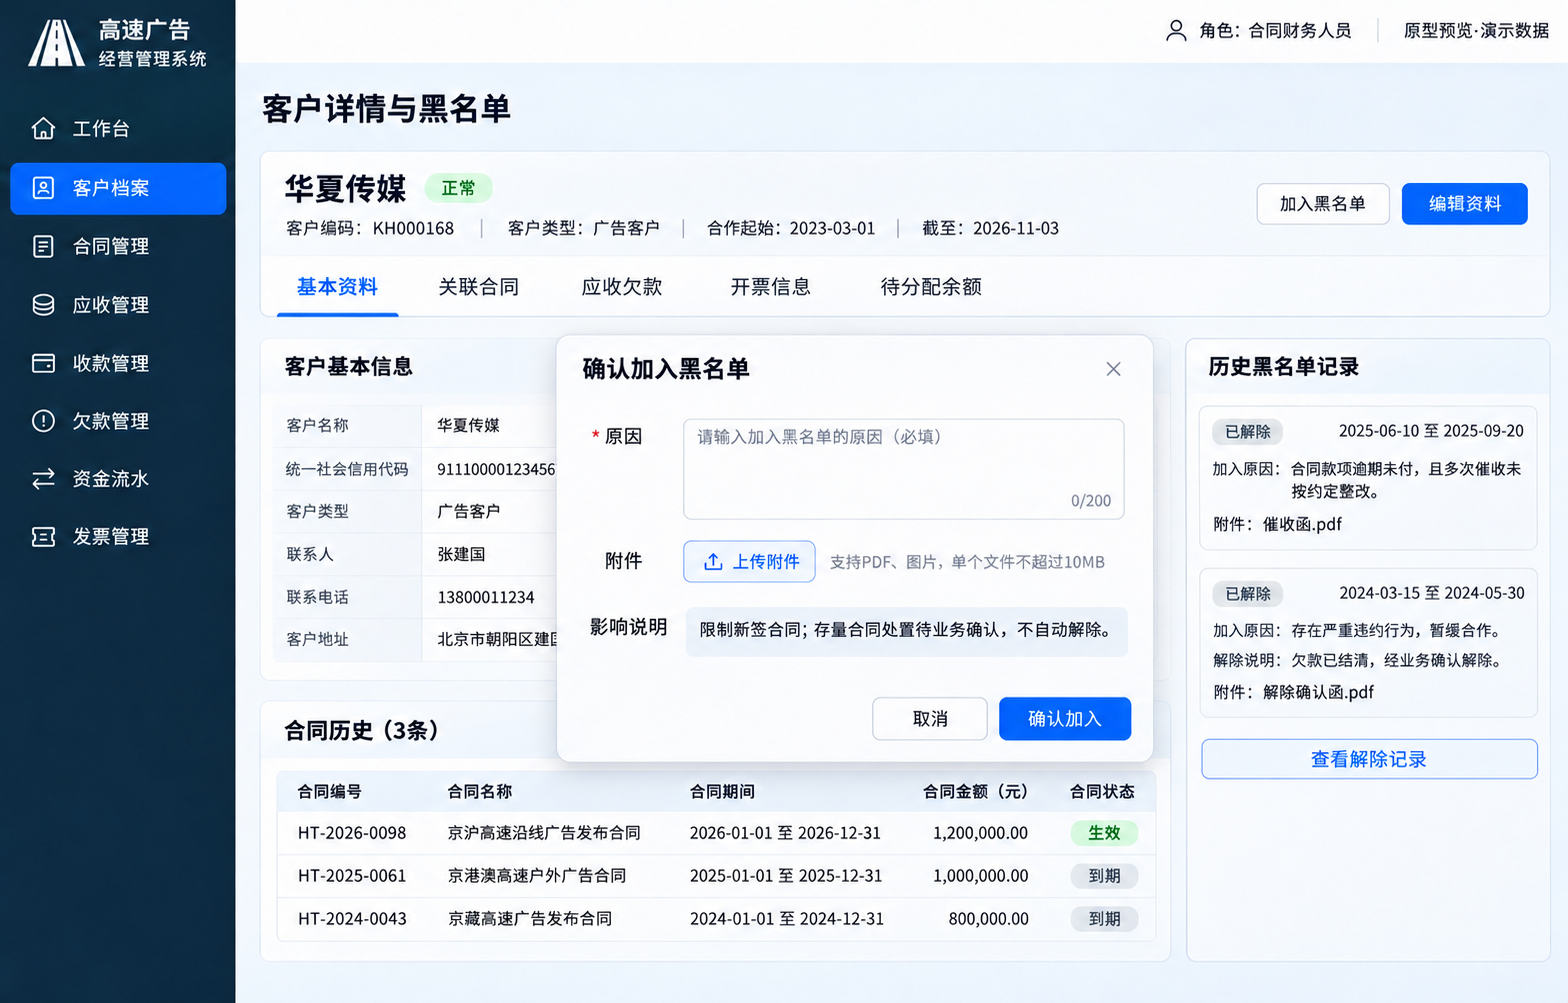 高速广告
经营管理系统
工作台
客户档案
合同管理
应收管理
收款管理
欠款管理
资金流水
发票管理
角色：合同财务人员
原型预览·演示数据
客户详情与黑名单
华夏传媒 正常
客户编码：KH000168 客户类型：广告客户 合作起始：2023-03-01 截至：2026-11-03
加入黑名单 编辑资料
基本资料 关联合同 应收欠款 开票信息 待分配余额
客户基本信息
客户名称 华夏传媒
统一社会信用代码 91110000123456
客户类型 广告客户
联系人 张建国
联系电话 13800011234
客户地址 北京市朝阳区建
确认加入黑名单
* 原因 请输入加入黑名单的原因（必填）
0/200
附件 上传附件 支持PDF、图片，单个文件不超过10MB
影响说明 限制新签合同；存量合同处置待业务确认，不自动解除。
取消 确认加入
合同历史（3条）
合同编号 合同名称 合同期间 合同金额（元） 合同状态
HT-2026-0098 京沪高速沿线广告发布合同 2026-01-01 至 2026-12-31 1,200,000.00 生效
HT-2025-0061 京港澳高速户外广告合同 2025-01-01 至 2025-12-31 1,000,000.00 到期
HT-2024-0043 京藏高速广告发布合同 2024-01-01 至 2024-12-31 800,000.00 到期
历史黑名单记录
已解除 2025-06-10 至 2025-09-20
加入原因：合同款项逾期未付，且多次催收未
按约定整改。
附件：催收函.pdf
已解除 2024-03-15 至 2024-05-30
加入原因：存在严重违约行为，暂缓合作。
解除说明：欠款已结清，经业务确认解除。
附件：解除确认函.pdf
查看解除记录